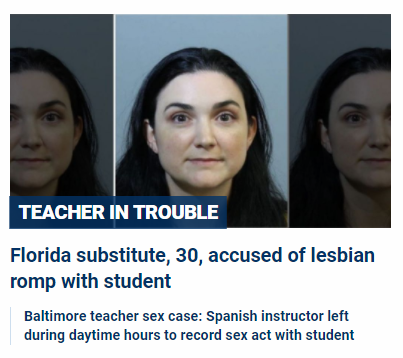 TEACHER IN TROUBLE
Florida substitute, 30, accused of lesbian
romp with student
Baltimore teacher sex case: Spanish instructor left
during daytime hours to record sex act with student